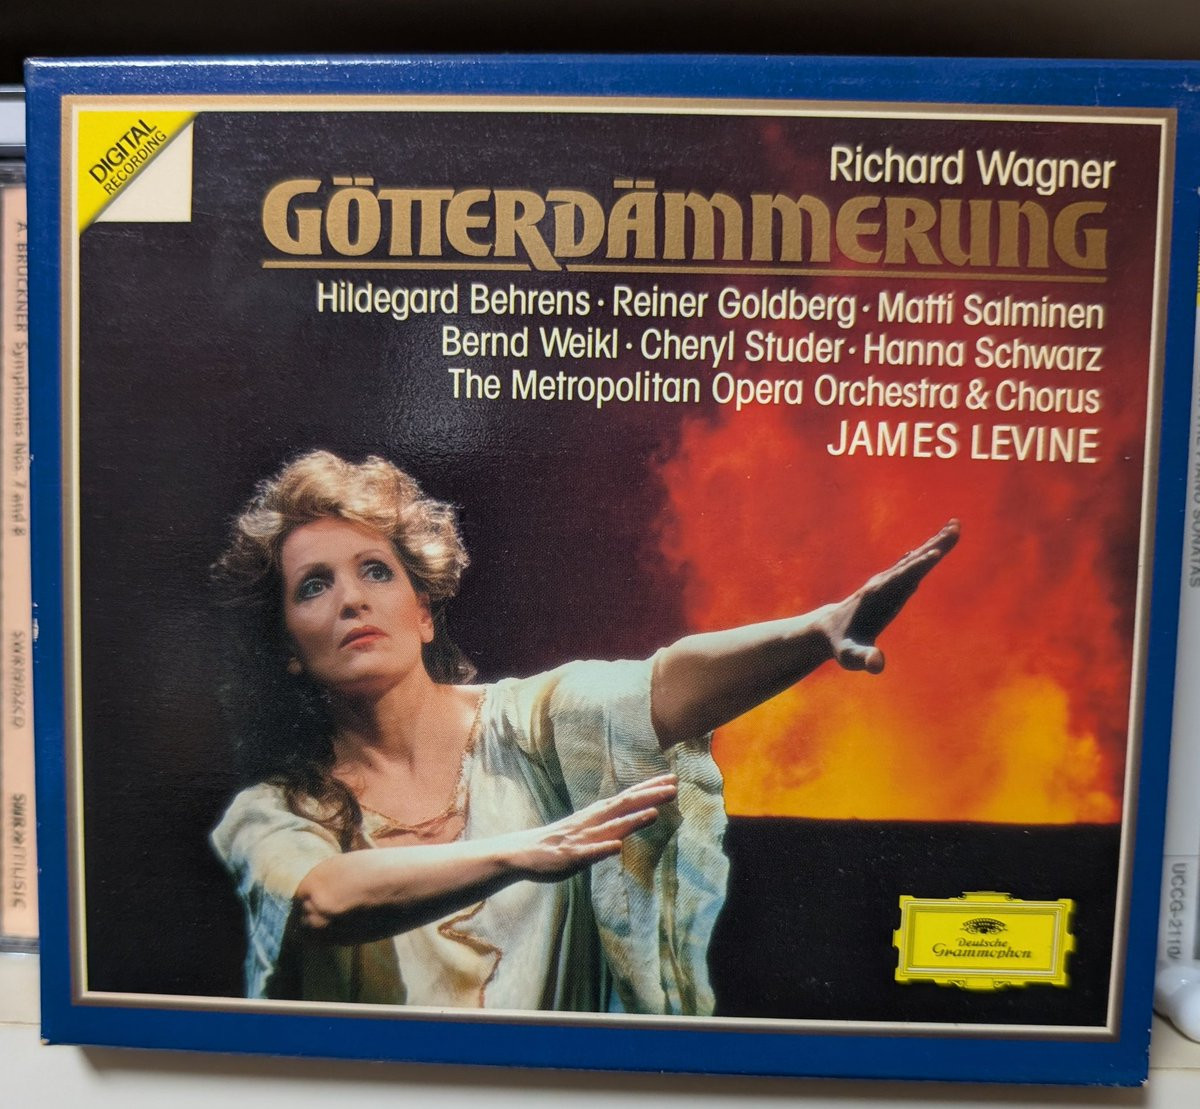 DIGITAL
RECORDING
Richard Wagner
GÖTTERDÄMMERUNG
Hildegard Behrens · Reiner Goldberg · Matti Salminen
Bernd Weikl · Cheryl Studer · Hanna Schwarz
The Metropolitan Opera Orchestra & Chorus
JAMES LEVINE
Deutsche
Grammophon
A. BRUCKNER Symphonies Nos. 7 and 8
SONATAS
UCCG-2110